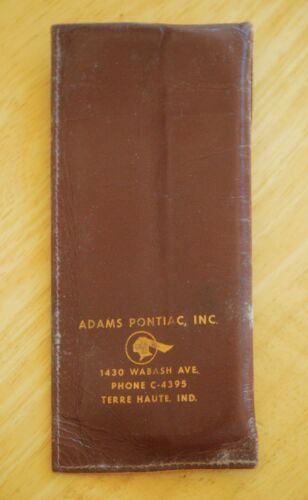 ADAMS PONTIAC, INC.
1430 WABASH AVE.
PHONE C-4395
TERRE HAUTE, IND.